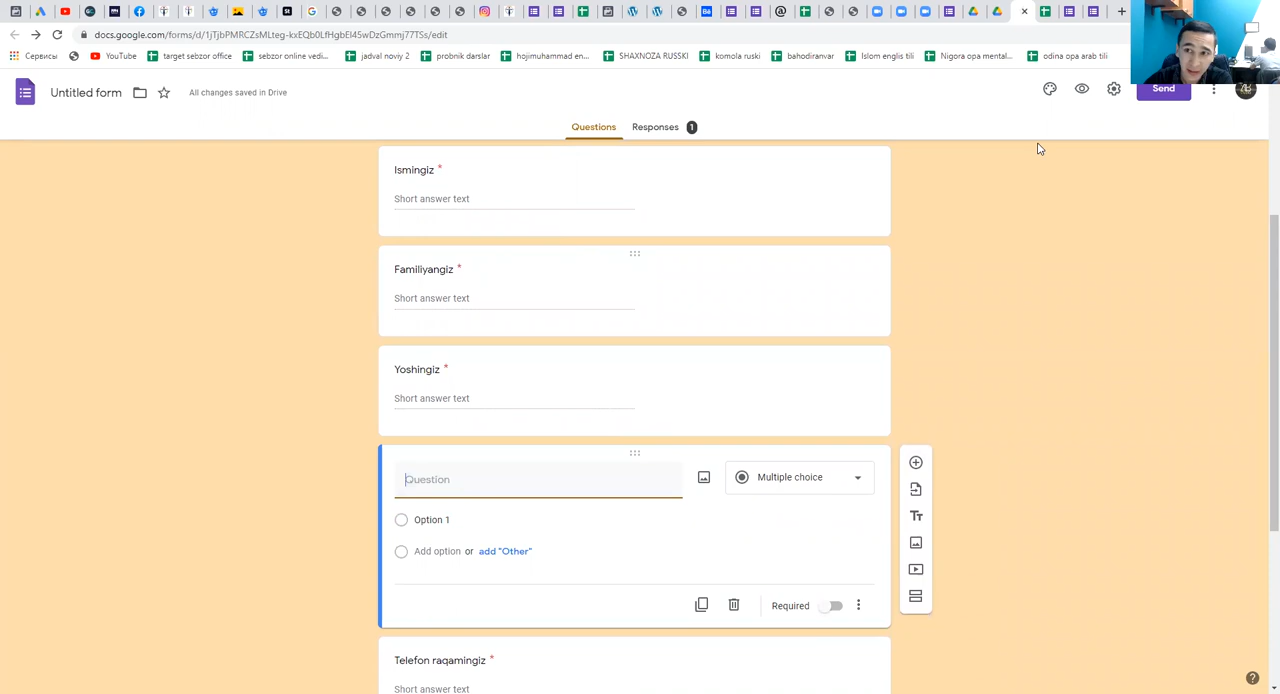 docs.google.com/forms/d/1jTjbPMRCZsMLteg-kxEQb0LfHgbEl45wDzGmmj77TSs/edit
Сервисы YouTube target sebzor office sebzor online vedi... jadval noviy 2 probnik darslar hojimuhammad en... SHAXNOZA RUSSKI komola ruski bahodiranvar Islom englis tili Nigora opa mental... odina opa arab tili
Untitled form All changes saved in Drive Send
Questions Responses 1
Ismingiz *
Short answer text
Familiyangiz *
Short answer text
Yoshingiz *
Short answer text
Question Multiple choice
Option 1
Add option or add "Other"
Required
Telefon raqamingiz *
Short answer text